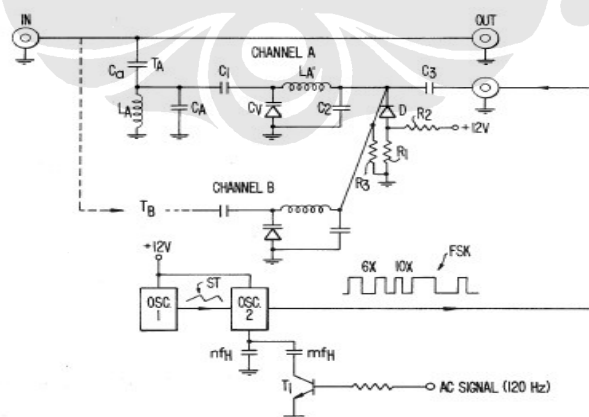 IN
OUT
CHANNEL A
Ca
TA
LA
CA
C1
CV
LA'
C2
C3
D
R2
+12V
R3
R1
CHANNEL B
TB
+12V
ST
FSK
6X 10X
OSC. 1
OSC. 2
nfH
mfH
T1
AC SIGNAL (120 Hz)